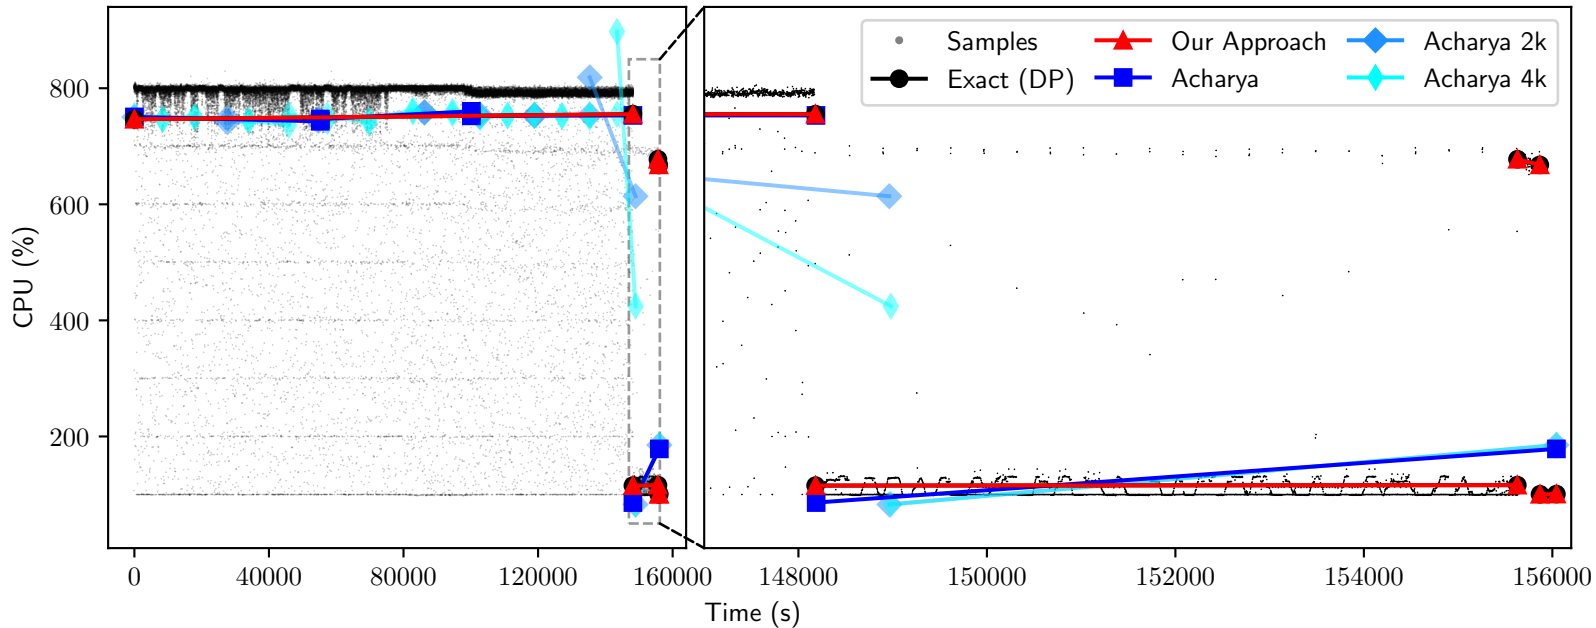 Samples
Exact (DP)
Our Approach
Acharya
Acharya 2k
Acharya 4k
CPU (%)
800
600
400
200
0
40000
80000
120000
160000
148000
150000
152000
154000
156000
Time (s)